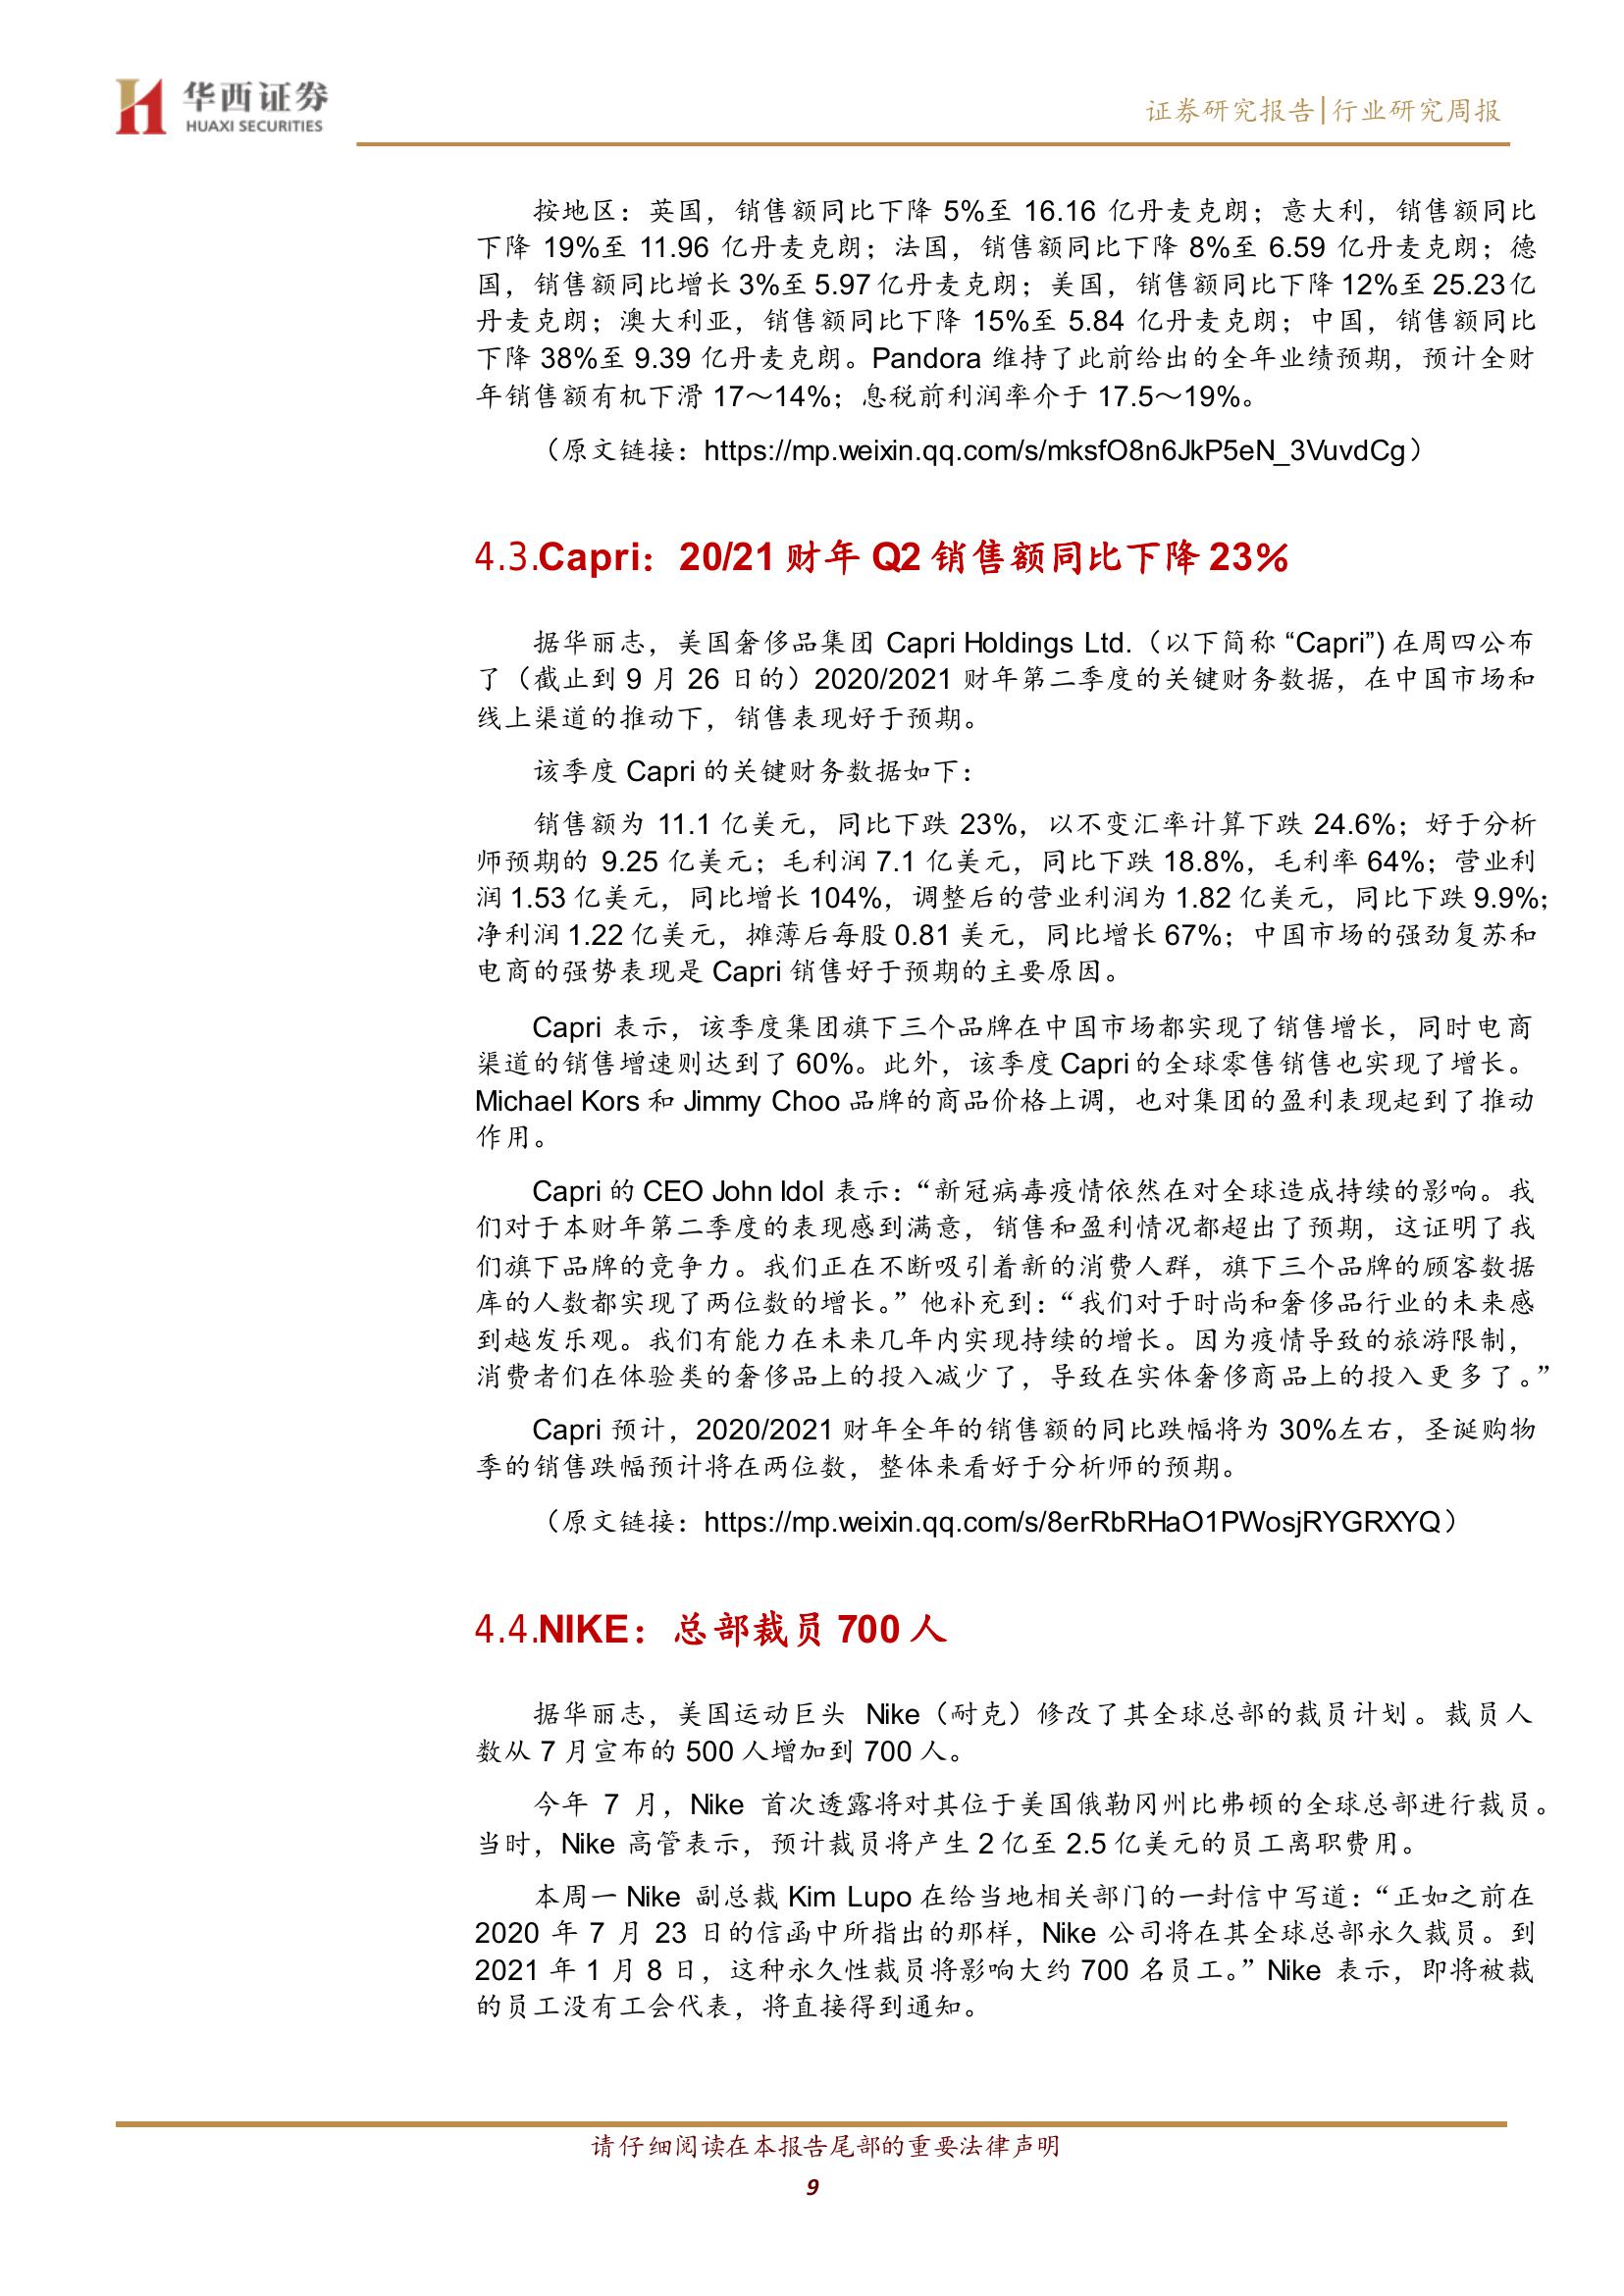 华西证券
HUAXI SECURITIES
证券研究报告|行业研究周报
按地区：英国，销售额同比下降 5%至 16.16 亿丹麦克朗；意大利，销售额同比
下降 19%至 11.96 亿丹麦克朗；法国，销售额同比下降 8%至 6.59 亿丹麦克朗；德
国，销售额同比增长 3%至 5.97 亿丹麦克朗；美国，销售额同比下降 12%至 25.23 亿
丹麦克朗；澳大利亚，销售额同比下降 15%至 5.84 亿丹麦克朗；中国，销售额同比
下降 38%至 9.39 亿丹麦克朗。Pandora 维持了此前给出的全年业绩预期，预计全财
年销售额有机下滑 17～14%；息税前利润率介于 17.5～19%。
（原文链接：https://mp.weixin.qq.com/s/mksfO8n6JkP5eN_3VuvdCg）
4.3.Capri：20/21 财年 Q2 销售额同比下降 23%
据华丽志，美国奢侈品集团 Capri Holdings Ltd.（以下简称 “Capri”) 在周四公布
了（截止到 9 月 26 日的）2020/2021 财年第二季度的关键财务数据，在中国市场和
线上渠道的推动下，销售表现好于预期。
该季度 Capri 的关键财务数据如下：
销售额为 11.1 亿美元，同比下跌 23%，以不变汇率计算下跌 24.6%；好于分析
师预期的 9.25 亿美元；毛利润 7.1 亿美元，同比下跌 18.8%，毛利率 64%；营业利
润 1.53 亿美元，同比增长 104%，调整后的营业利润为 1.82 亿美元，同比下跌 9.9%；
净利润 1.22 亿美元，摊薄后每股 0.81 美元，同比增长 67%；中国市场的强劲复苏和
电商的强势表现是 Capri 销售好于预期的主要原因。
Capri 表示，该季度集团旗下三个品牌在中国市场都实现了销售增长，同时电商
渠道的销售增速则达到了 60%。此外，该季度 Capri 的全球零售销售也实现了增长。
Michael Kors 和 Jimmy Choo 品牌的商品价格上调，也对集团的盈利表现起到了推动
作用。
Capri 的 CEO John Idol 表示：“新冠病毒疫情依然在对全球造成持续的影响。我
们对于本财年第二季度的表现感到满意，销售和盈利情况都超出了预期，这证明了我
们旗下品牌的竞争力。我们正在不断吸引着新的消费人群，旗下三个品牌的顾客数据
库的人数都实现了两位数的增长。”他补充到：“我们对于时尚和奢侈品行业的未来感
到越发乐观。我们有能力在未来几年内实现持续的增长。因为疫情导致的旅游限制，
消费者们在体验类的奢侈品上的投入减少了，导致在实体奢侈商品上的投入更多了。”
Capri 预计，2020/2021 财年全年的销售额的同比跌幅将为 30%左右，圣诞购物
季的销售跌幅预计将在两位数，整体来看好于分析师的预期。
（原文链接：https://mp.weixin.qq.com/s/8erRbRHaO1PWosjRYGRXYQ）
4.4.NIKE：总部裁员 700 人
据华丽志，美国运动巨头 Nike（耐克）修改了其全球总部的裁员计划。裁员人
数从 7 月宣布的 500 人增加到 700 人。
今年 7 月，Nike 首次透露将对其位于美国俄勒冈州比弗顿的全球总部进行裁员。
当时，Nike 高管表示，预计裁员将产生 2 亿至 2.5 亿美元的员工离职费用。
本周一 Nike 副总裁 Kim Lupo 在给当地相关部门的一封信中写道：“正如之前在
2020 年 7 月 23 日的信函中所指出的那样，Nike 公司将在其全球总部永久裁员。到
2021 年 1 月 8 日，这种永久性裁员将影响大约 700 名员工。”Nike 表示，即将被裁
的员工没有工会代表，将直接得到通知。
请仔细阅读在本报告尾部的重要法律声明
9